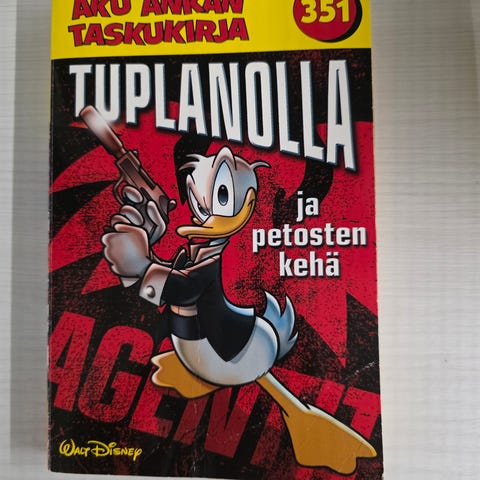 AKU ANKAN
TASKUKIRJA
351
TUPLANOLLA
ja
petosten
kehä
AGENTIT
Walt Disney